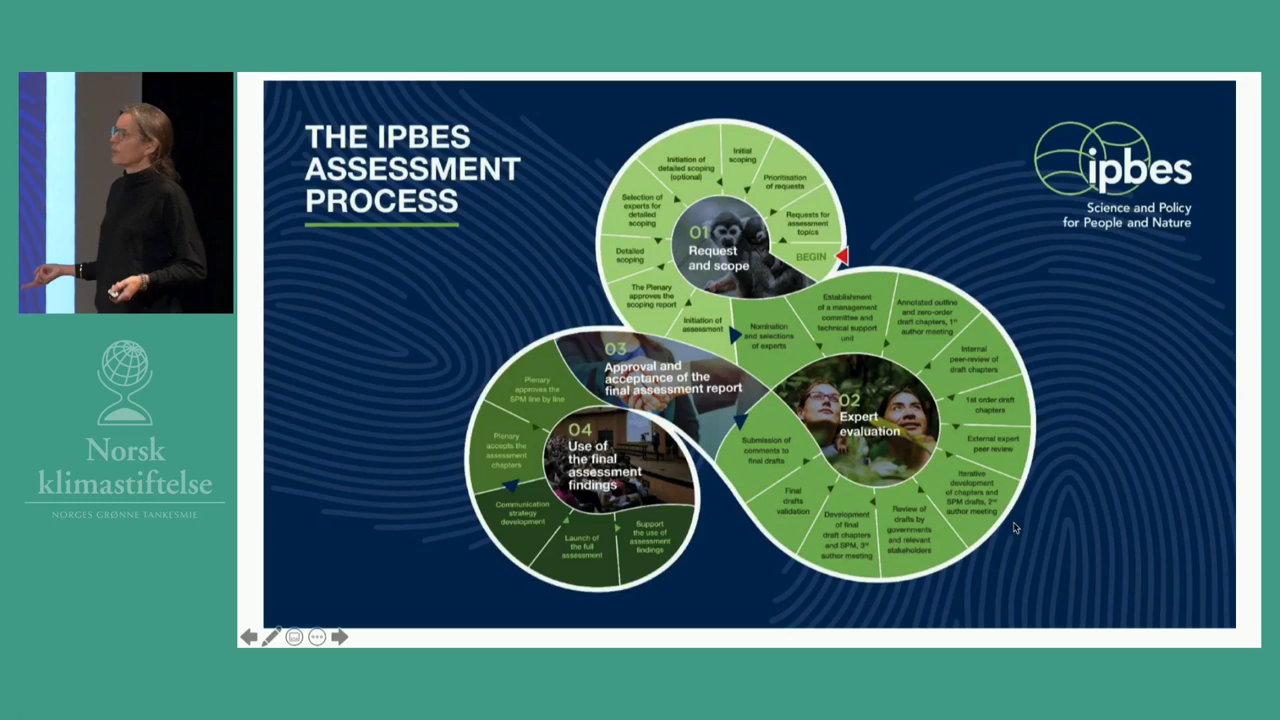 THE IPBES
ASSESSMENT
PROCESS
ipbes
Science and Policy
for People and Nature
01
Request
and scope
BEGIN
Requests for
assessment
topics
Prioritisation
of requests
Initial
scoping
Initiation of
detailed scoping
(optional)
Selection of
experts for
detailed
scoping
Detailed
scoping
The Plenary
approves the
scoping report
Initiation of
assessment
Nomination
and selections
of experts
Establishment
of a management
committee and
technical support
unit
Annotated outline
and zero-order
draft chapters, 1st
author meeting
Internal
peer-review of
draft chapters
1st order draft
chapters
External expert
peer review
Iterative
development
of chapters and
SPM drafts, 2nd
author meeting
Review of
drafts by
governments
and relevant
stakeholders
Development
of final
draft chapters
and SPM, 3rd
author meeting
Final
drafts
validation
Submission of
comments to
final drafts
02
Expert
evaluation
03
Approval and
acceptance of the
final assessment report
Plenary
approves the
SPM line by line
Plenary
accepts the
assessment
chapters
04
Use of
the final
assessment
findings
Communication
strategy
development
Launch of
the full
assessment
Support
the use of
assessment
findings
Norsk
klimastiftelse
NORGES GRØNNE TANKESMIE